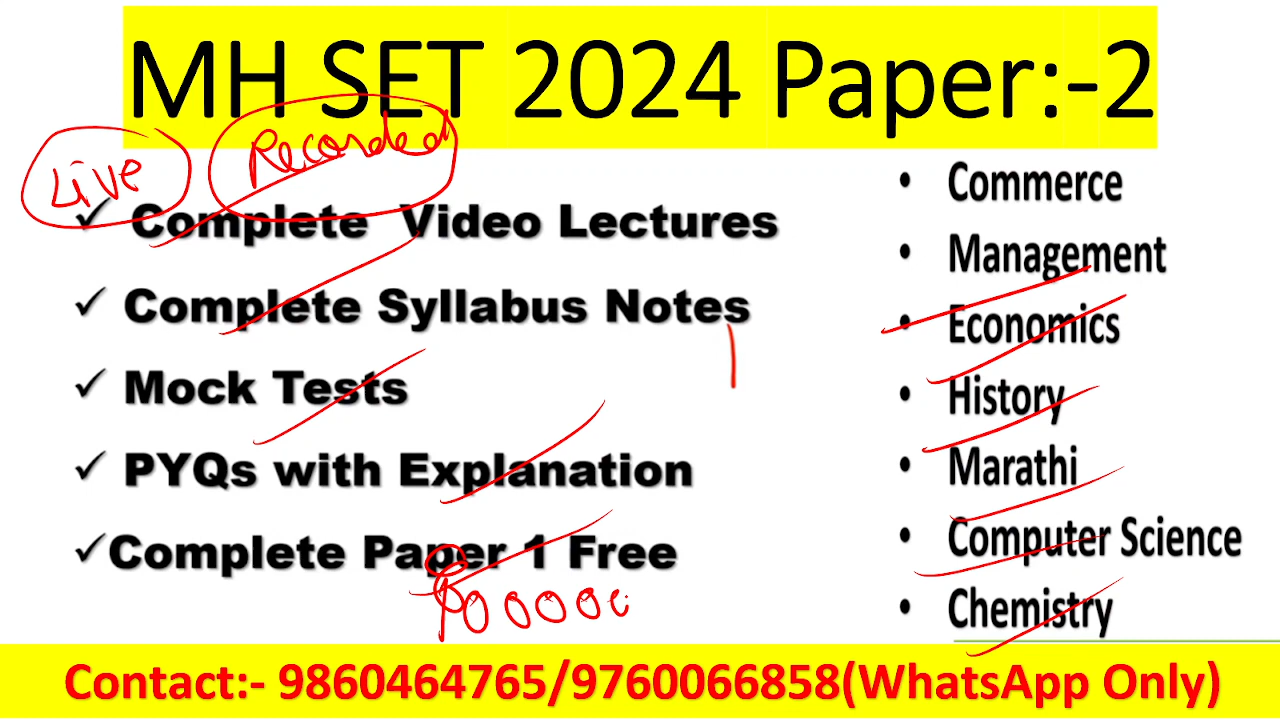 MH SET 2024 Paper:-2
Live
Recorded
✓ Complete Video Lectures
✓ Complete Syllabus Notes
✓ Mock Tests
✓ PYQs with Explanation
✓Complete Paper 1 Free
• Commerce
• Management
• Economics
• History
• Marathi
• Computer Science
• Chemistry
Contact:- 9860464765/9760066858(WhatsApp Only)